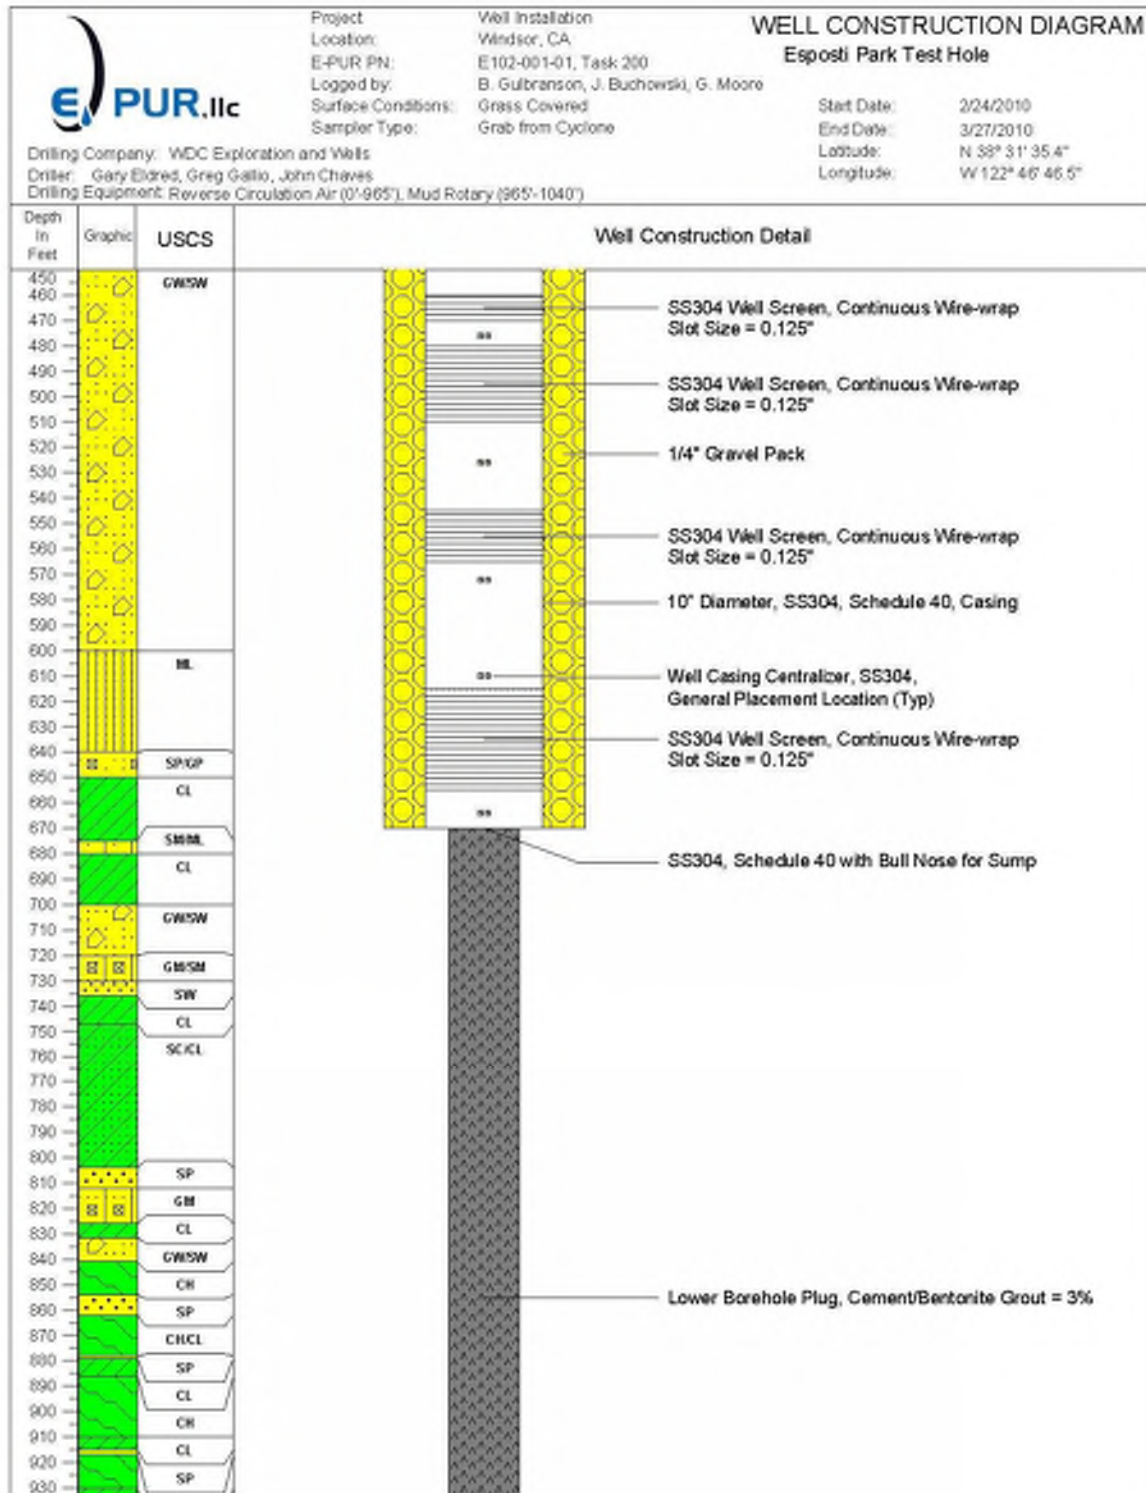 E PUR.llc
Project Well Installation
Location: Windsor, CA
E-PUR PN: E102-001-01, Task 200
Logged by: B. Gulbranson, J. Buchowski, G. Moore
Surface Conditions: Grass Covered
Sampler Type: Grab from Cyclone
WELL CONSTRUCTION DIAGRAM
Esposti Park Test Hole
Start Date: 2/24/2010
End Date: 3/27/2010
Latitude: N 38° 31' 35.4"
Longitude: W 122° 46' 46.5"
Drilling Company: WDC Exploration and Wells
Driller: Gary Eldred, Greg Gallio, John Chaves
Drilling Equipment: Reverse Circulation Air (0'-965'), Mud Rotary (965'-1040')
Depth In Feet
Graphic
USCS
Well Construction Detail
450
460
470
480
490
500
510
520
530
540
550
560
570
580
590
600
610
620
630
640
650
660
670
680
690
700
710
720
730
740
750
760
770
780
790
800
810
820
830
840
850
860
870
880
890
900
910
920
930
GW/SW
ML
SP/GP
CL
SM/ML
CL
GW/SW
GM/SM
SW
CL
SC/CL
SP
GM
CL
GW/SW
CH
SP
CH/CL
SP
CL
CH
CL
SP
SS304 Well Screen, Continuous Wire-wrap
Slot Size = 0.125"
SS304 Well Screen, Continuous Wire-wrap
Slot Size = 0.125"
1/4" Gravel Pack
SS304 Well Screen, Continuous Wire-wrap
Slot Size = 0.125"
10" Diameter, SS304, Schedule 40, Casing
Well Casing Centralizer, SS304,
General Placement Location (Typ)
SS304 Well Screen, Continuous Wire-wrap
Slot Size = 0.125"
SS304, Schedule 40 with Bull Nose for Sump
Lower Borehole Plug, Cement/Bentonite Grout = 3%